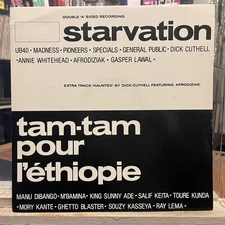 DOUBLE 'A' SIDED RECORDING.
starvation
UB40 • MADNESS • PIONEERS • SPECIALS • GENERAL PUBLIC • DICK CUTHELL
• ANNIE WHITEHEAD • AFRODIZIAK • GASPER LAWAL •
EXTRA TRACK 'HAUNTED' BY DICK CUTHELL FEATURING AFRODIZIAK.
tam-tam
pour
l'éthiopie
MANU DIBANGO • M'BAMINA • KING SUNNY ADE • SALIF KEITA • TOURE KUNDA
• MORY KANTE • GHETTO BLASTER • SOUZY KASSEYA • RAY LEMA •